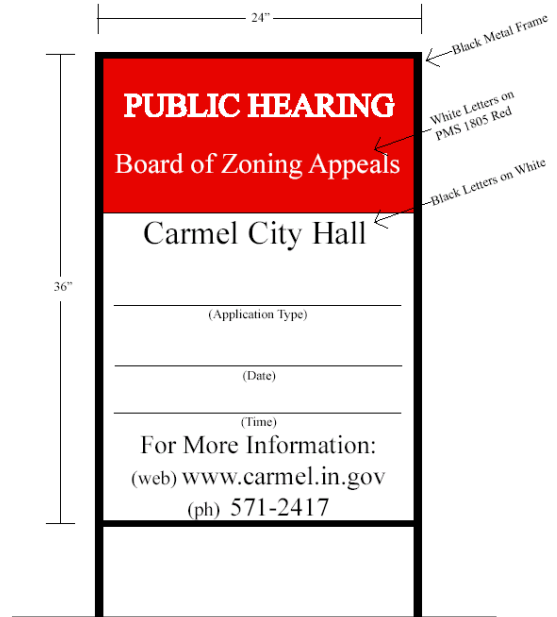 24”
Black Metal Frame
PUBLIC HEARING
White Letters on
PMS 1805 Red
Board of Zoning Appeals
Black Letters on White
Carmel City Hall
36”
(Application Type)
(Date)
(Time)
For More Information:
(web) www.carmel.in.gov
(ph) 571-2417